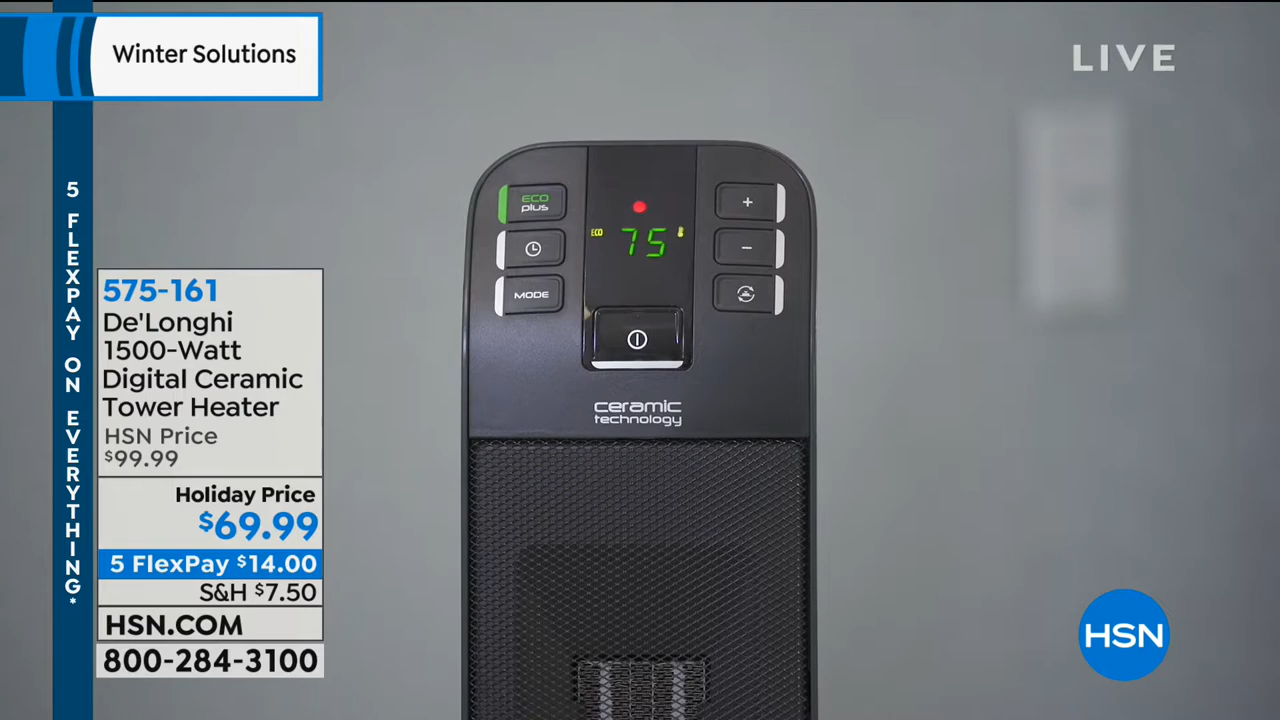 Winter Solutions
LIVE
5 FLEXPAY ON EVERYTHING*
575-161
De'Longhi
1500-Watt
Digital Ceramic
Tower Heater
HSN Price
$99.99
Holiday Price
$69.99
5 FlexPay $14.00
S&H $7.50
HSN.COM
800-284-3100
ECO
plus
MODE
ECO
75
+
−
ceramic
technology
HSN